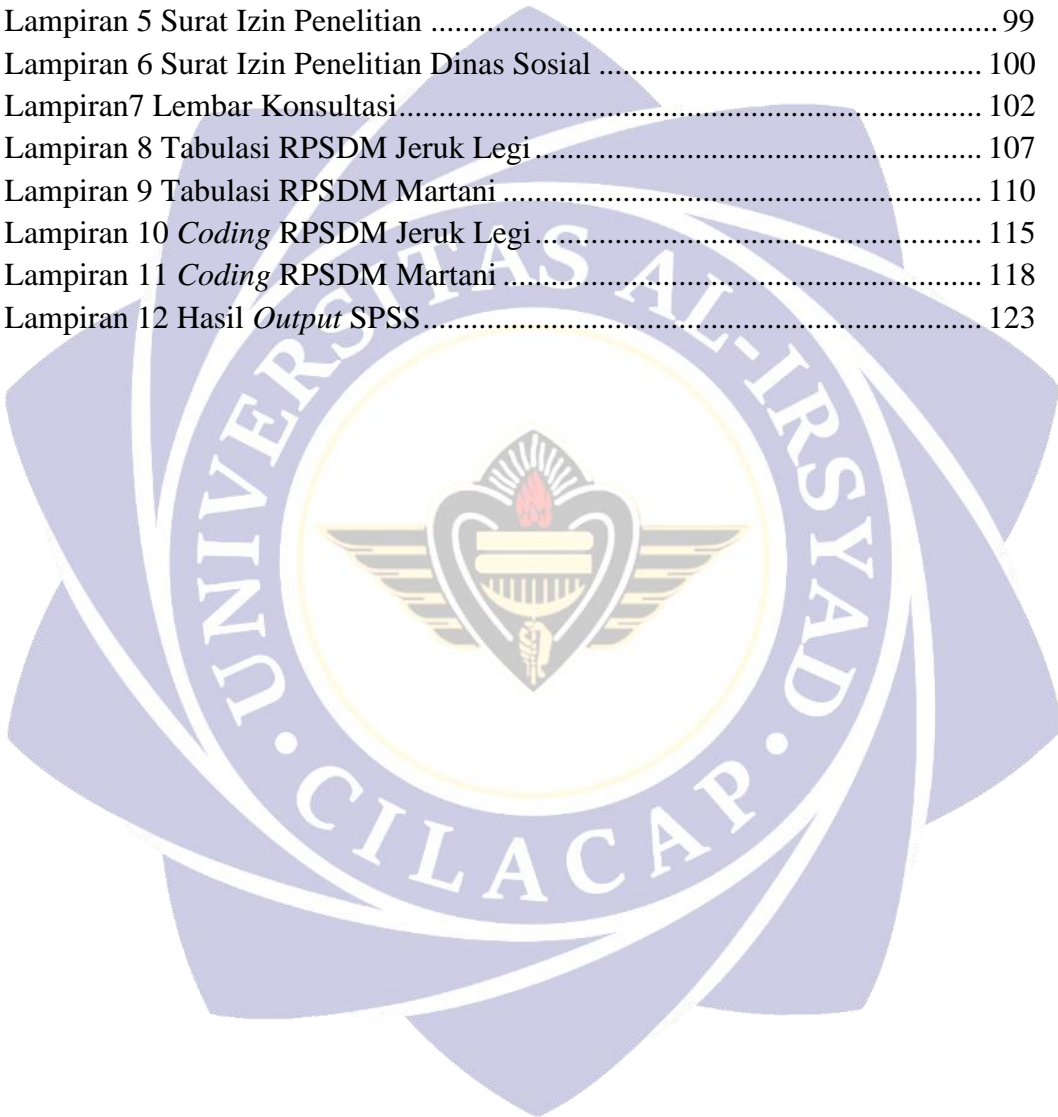 Lampiran 5 Surat Izin Penelitian ........................................................................... 99
Lampiran 6 Surat Izin Penelitian Dinas Sosial ................................................... 100
Lampiran7 Lembar Konsultasi.............................................................................. 102
Lampiran 8 Tabulasi RPSDM Jeruk Legi............................................................ 107
Lampiran 9 Tabulasi RPSDM Martani ................................................................ 110
Lampiran 10 Coding RPSDM Jeruk Legi............................................................ 115
Lampiran 11 Coding RPSDM Martani ................................................................ 118
Lampiran 12 Hasil Output SPSS........................................................................... 123
UNIVERSITAS AL-IRSYAD
• CILACAP •